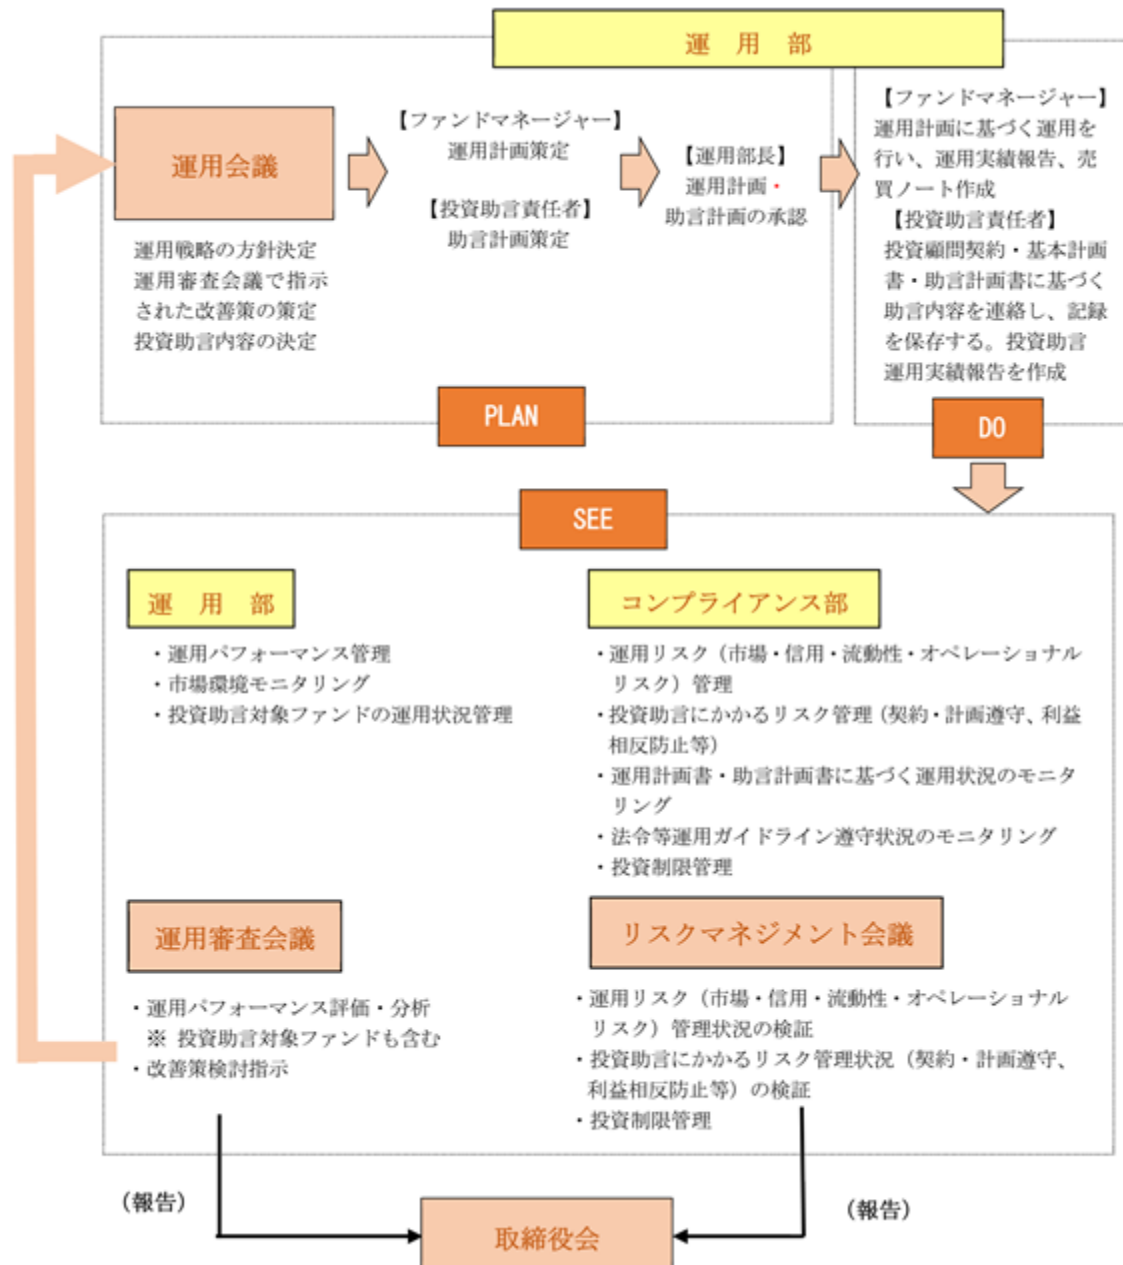 運 用 部
運用会議
運用戦略の方針決定
運用審査会議で指示
された改善策の策定
投資助言内容の決定
【ファンドマネージャー】
運用計画策定
【投資助言責任者】
助言計画策定
【運用部長】
運用計画・
助言計画の承認
【ファンドマネージャー】
運用計画に基づく運用を
行い、運用実績報告、売
買ノート作成
【投資助言責任者】
投資顧問契約・基本計画
書・助言計画書に基づく
助言内容を連絡し、記録
を保存する。投資助言
運用実績報告を作成
PLAN
DO
SEE
運 用 部
・運用パフォーマンス管理
・市場環境モニタリング
・投資助言対象ファンドの運用状況管理
コンプライアンス部
・運用リスク（市場・信用・流動性・オペレーショナル
リスク）管理
・投資助言にかかるリスク管理（契約・計画遵守、利益
相反防止等）
・運用計画書・助言計画書に基づく運用状況のモニタ
リング
・法令等運用ガイドライン遵守状況のモニタリング
・投資制限管理
運用審査会議
・運用パフォーマンス評価・分析
※ 投資助言対象ファンドも含む
・改善策検討指示
リスクマネジメント会議
・運用リスク（市場・信用・流動性・オペレーショナル
リスク）管理状況の検証
・投資助言にかかるリスク管理状況（契約・計画遵守、
利益相反防止等）の検証
・投資制限管理
（報告）
（報告）
取締役会